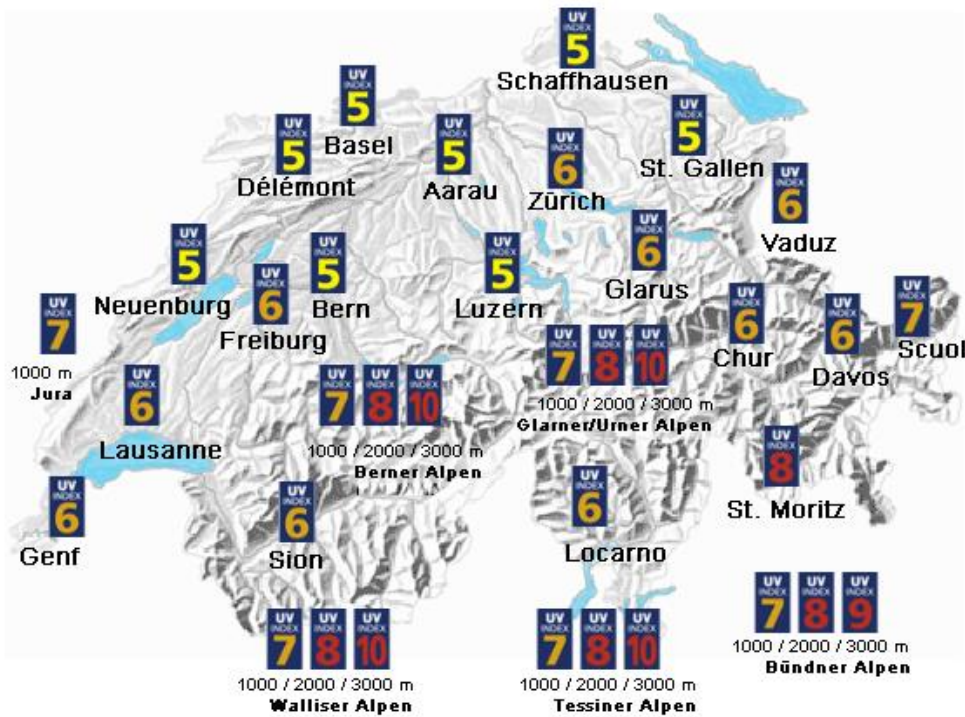 UV INDEX 5
Schaffhausen
UV INDEX 5
Basel
UV INDEX 5
Délémont
UV INDEX 5
Aarau
UV INDEX 6
Zürich
UV INDEX 5
St. Gallen
UV INDEX 6
Vaduz
UV INDEX 5
Neuenburg
UV INDEX 6
Freiburg
UV INDEX 5
Bern
UV INDEX 5
Luzern
UV INDEX 6
Glarus
UV INDEX 6
Chur
UV INDEX 6
Davos
UV INDEX 7
Scuol
UV INDEX 7
1000 m
Jura
UV INDEX 6
Lausanne
UV INDEX 7 UV INDEX 8 UV INDEX 10
1000 / 2000 / 3000 m
Berner Alpen
UV INDEX 7 UV INDEX 8 UV INDEX 10
1000 / 2000 / 3000 m
Glarner/Urner Alpen
UV INDEX 8
St. Moritz
UV INDEX 6
Genf
UV INDEX 6
Sion
UV INDEX 6
Locarno
UV INDEX 7 UV INDEX 8 UV INDEX 10
1000 / 2000 / 3000 m
Walliser Alpen
UV INDEX 7 UV INDEX 8 UV INDEX 10
1000 / 2000 / 3000 m
Tessiner Alpen
UV INDEX 7 UV INDEX 8 UV INDEX 9
1000 / 2000 / 3000 m
Bündner Alpen